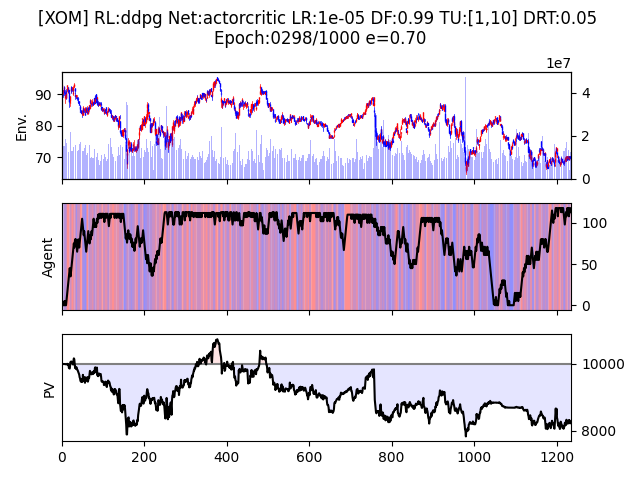 [XOM] RL:ddpg Net:actorcritic LR:1e-05 DF:0.99 TU:[1,10] DRT:0.05
Epoch:0298/1000 e=0.70
1e7
Env.
90
80
70
4
2
0
Agent
100
50
0
PV
10000
8000
0 200 400 600 800 1000 1200